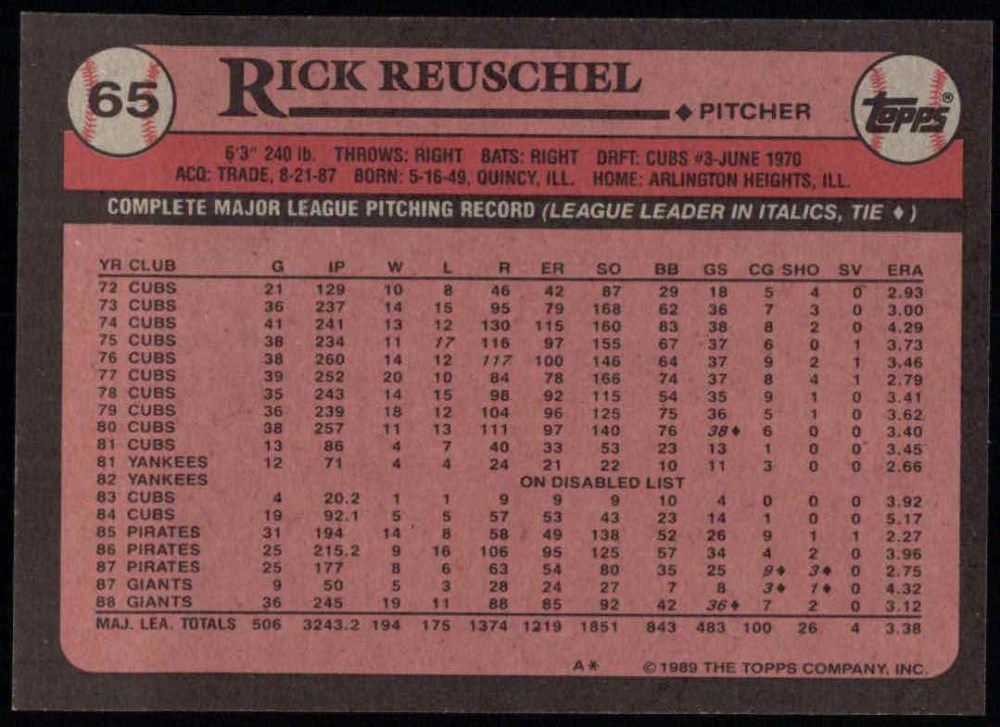 65
RICK REUSCHEL
♦ PITCHER
TOPPS®
6'3" 240 lb. THROWS: RIGHT BATS: RIGHT DRFT: CUBS #3-JUNE 1970
ACQ: TRADE, 8-21-87 BORN: 5-16-49, QUINCY, ILL. HOME: ARLINGTON HEIGHTS, ILL.
COMPLETE MAJOR LEAGUE PITCHING RECORD (LEAGUE LEADER IN ITALICS, TIE ♦)
YR CLUB G IP W L R ER SO BB GS CG SHO SV ERA
72 CUBS 21 129 10 8 46 42 87 29 18 5 4 0 2.93
73 CUBS 36 237 14 15 95 79 168 62 36 7 3 0 3.00
74 CUBS 41 241 13 12 130 115 160 83 38 8 2 0 4.29
75 CUBS 38 234 11 17 116 97 155 67 37 6 0 1 3.73
76 CUBS 38 260 14 12 117 100 146 64 37 9 2 1 3.46
77 CUBS 39 252 20 10 84 78 166 74 37 8 4 1 2.79
78 CUBS 35 243 14 15 98 92 115 54 35 9 1 0 3.41
79 CUBS 36 239 18 12 104 96 125 75 36 5 1 0 3.62
80 CUBS 38 257 11 13 111 97 140 76 38♦ 6 0 0 3.40
81 CUBS 13 86 4 7 40 33 53 23 13 1 0 0 3.45
81 YANKEES 12 71 4 4 24 21 22 10 11 3 0 0 2.66
82 YANKEES ON DISABLED LIST
83 CUBS 4 20.2 1 1 9 9 9 10 4 0 0 0 3.92
84 CUBS 19 92.1 5 5 57 53 43 23 14 1 0 0 5.17
85 PIRATES 31 194 14 8 58 49 138 52 26 9 1 1 2.27
86 PIRATES 25 215.2 9 16 106 95 125 57 34 4 2 0 3.96
87 PIRATES 25 177 8 6 63 54 80 35 25 9♦ 3♦ 0 2.75
87 GIANTS 9 50 5 3 28 24 27 7 8 3♦ 1♦ 0 4.32
88 GIANTS 36 245 19 11 88 85 92 42 36♦ 7 2 0 3.12
MAJ. LEA. TOTALS 506 3243.2 194 175 1374 1219 1851 843 483 100 26 4 3.38
A* © 1989 THE TOPPS COMPANY, INC.